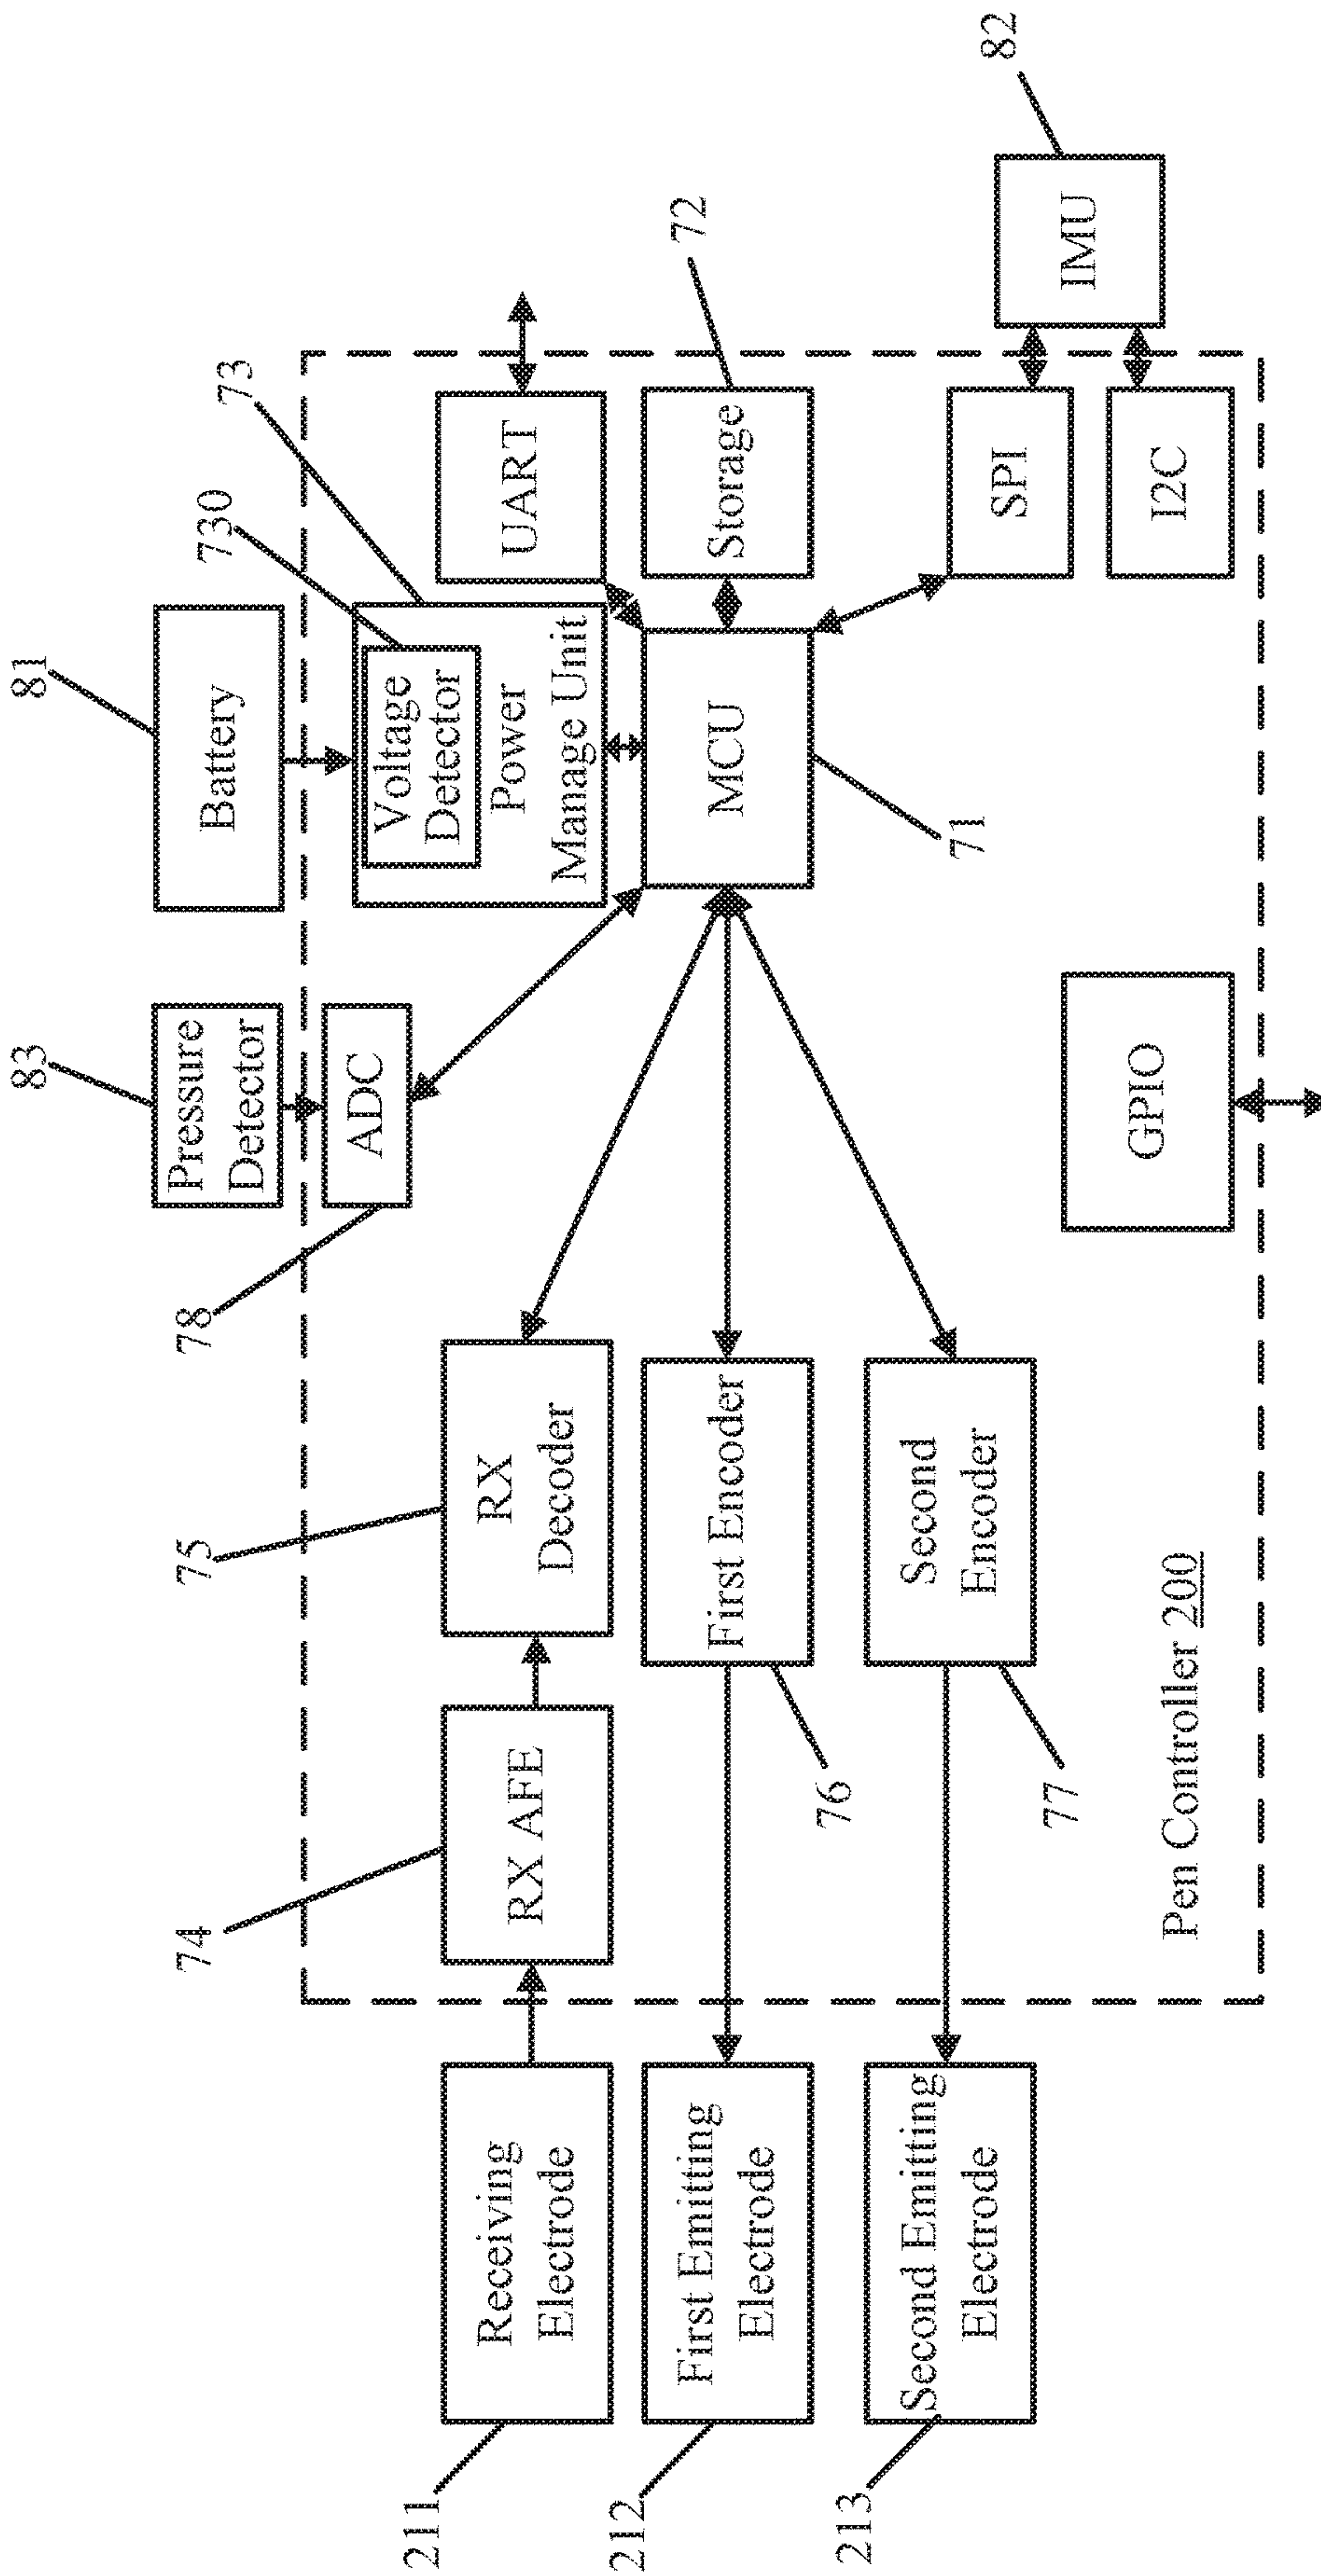 81
Battery
83
Pressure
Detector
730
73
78
ADC
Voltage
Detector
Power
Manage Unit
UART
74
75
RX AFE
RX
Decoder
211
Receiving
Electrode
212
First Emitting
Electrode
76
First Encoder
MCU
71
Storage
72
213
Second Emitting
Electrode
77
Second
Encoder
SPI
I2C
IMU
82
GPIO
Pen Controller 200